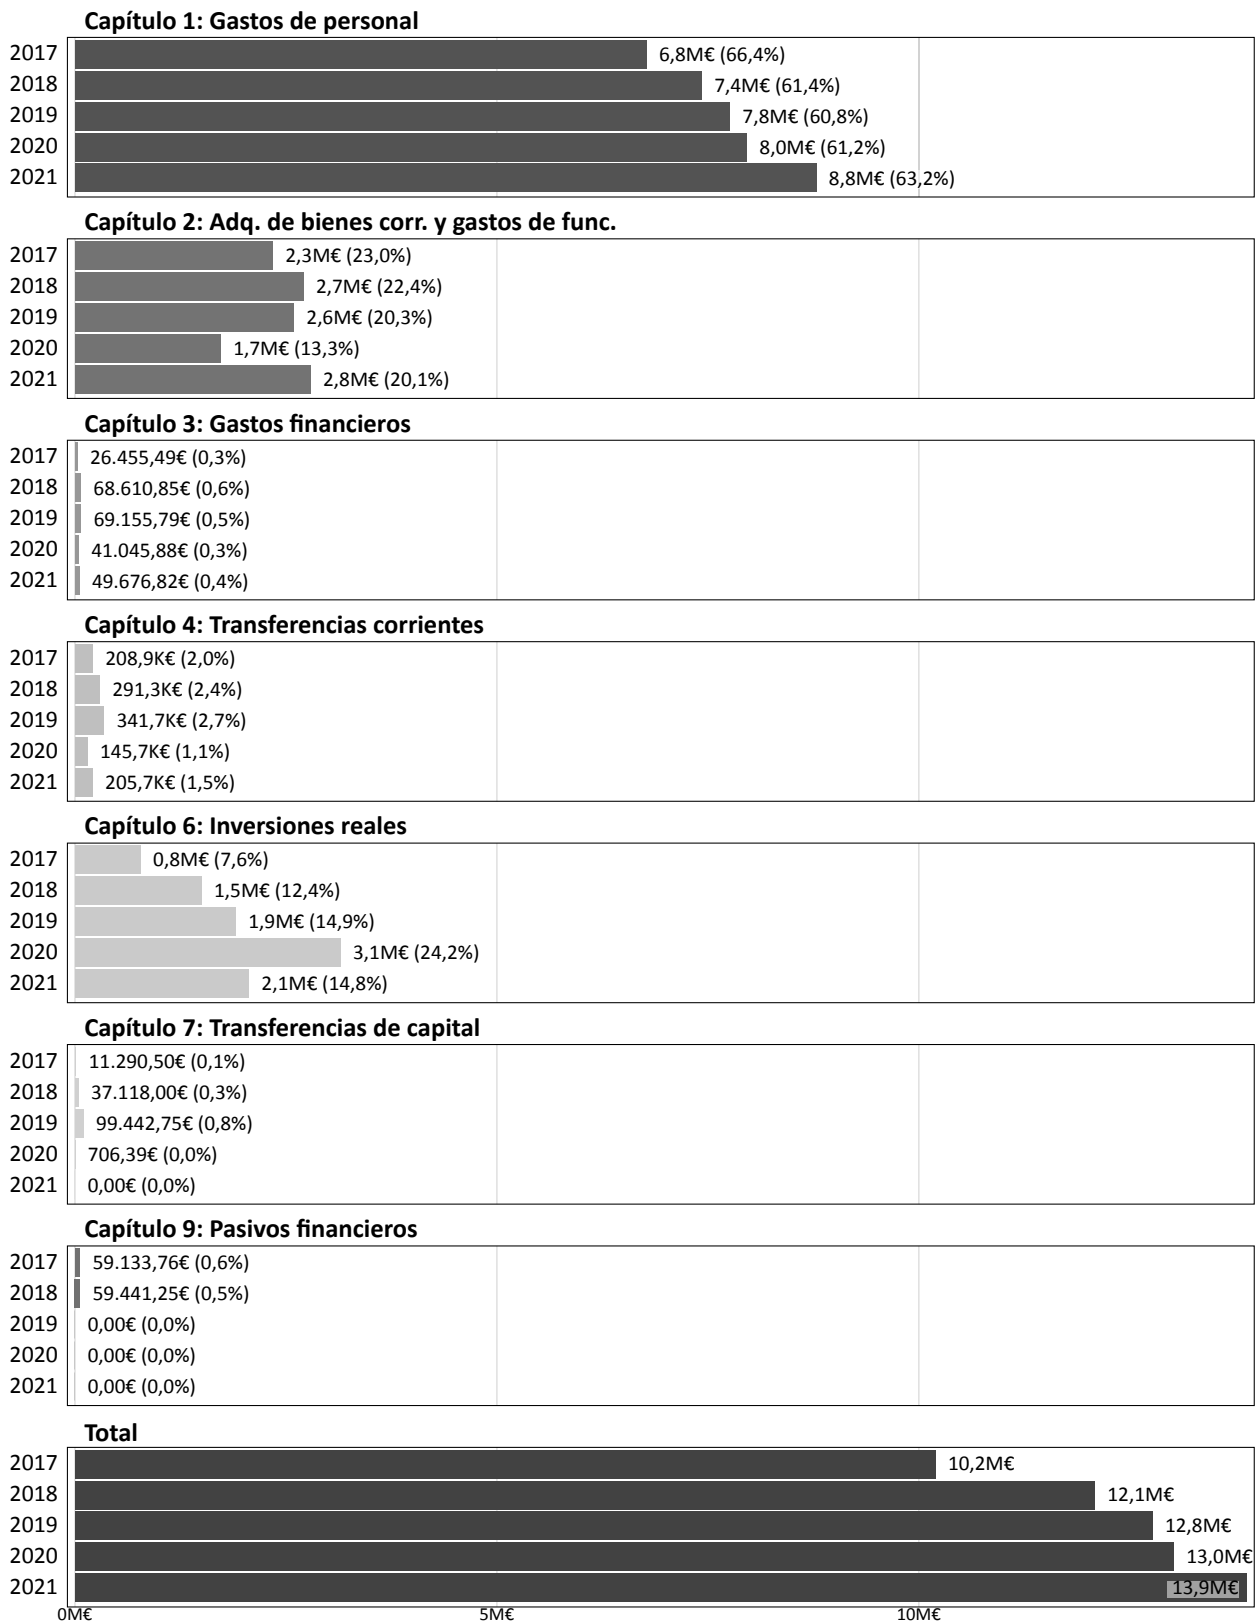 Capítulo 1: Gastos de personal
2017 6,8M€ (66,4%)
2018 7,4M€ (61,4%)
2019 7,8M€ (60,8%)
2020 8,0M€ (61,2%)
2021 8,8M€ (63,2%)
Capítulo 2: Adq. de bienes corr. y gastos de func.
2017 2,3M€ (23,0%)
2018 2,7M€ (22,4%)
2019 2,6M€ (20,3%)
2020 1,7M€ (13,3%)
2021 2,8M€ (20,1%)
Capítulo 3: Gastos financieros
2017 26.455,49€ (0,3%)
2018 68.610,85€ (0,6%)
2019 69.155,79€ (0,5%)
2020 41.045,88€ (0,3%)
2021 49.676,82€ (0,4%)
Capítulo 4: Transferencias corrientes
2017 208,9K€ (2,0%)
2018 291,3K€ (2,4%)
2019 341,7K€ (2,7%)
2020 145,7K€ (1,1%)
2021 205,7K€ (1,5%)
Capítulo 6: Inversiones reales
2017 0,8M€ (7,6%)
2018 1,5M€ (12,4%)
2019 1,9M€ (14,9%)
2020 3,1M€ (24,2%)
2021 2,1M€ (14,8%)
Capítulo 7: Transferencias de capital
2017 11.290,50€ (0,1%)
2018 37.118,00€ (0,3%)
2019 99.442,75€ (0,8%)
2020 706,39€ (0,0%)
2021 0,00€ (0,0%)
Capítulo 9: Pasivos financieros
2017 59.133,76€ (0,6%)
2018 59.441,25€ (0,5%)
2019 0,00€ (0,0%)
2020 0,00€ (0,0%)
2021 0,00€ (0,0%)
Total
2017 10,2M€
2018 12,1M€
2019 12,8M€
2020 13,0M€
2021 13,9M€
0M€ 5M€ 10M€